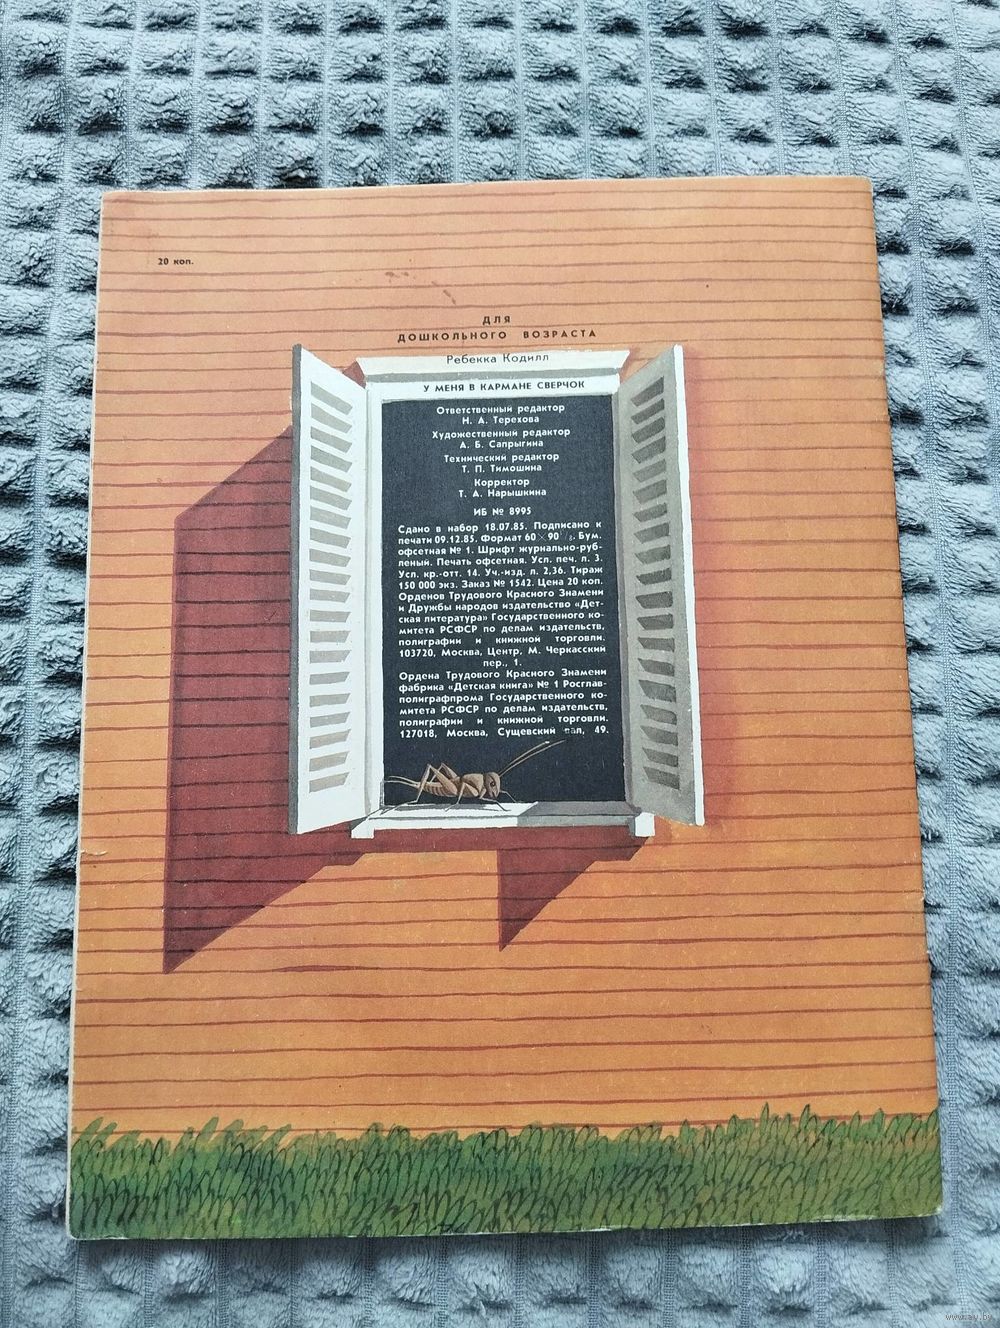 20 коп.
ДЛЯ
ДОШКОЛЬНОГО ВОЗРАСТА
Ребекка Кодилл
У МЕНЯ В КАРМАНЕ СВЕРЧОК
Ответственный редактор
Н. А. Терехова
Художественный редактор
А. Б. Сапрыгина
Технический редактор
Т. П. Тимошина
Корректор
Т. А. Нарышкина
ИБ № 8995
Сдано в набор 18.07.85. Подписано к
печати 09.12.85. Формат 60×90 1/8. Бум.
офсетная № 1. Шрифт журнально-руб-
леный. Печать офсетная. Усл. печ. л. 3.
Усл. кр.-отт. 14. Уч.-изд. л. 2,36. Тираж
150 000 экз. Заказ № 1542. Цена 20 коп.
Орденов Трудового Красного Знамени
и Дружбы народов издательство «Дет-
ская литература» Государственного ко-
митета РСФСР по делам издательств,
полиграфии и книжной торговли.
103720, Москва, Центр, М. Черкасский
пер., 1.
Ордена Трудового Красного Знамени
фабрика «Детская книга» № 1 Росглав-
полиграфпрома Государственного ко-
митета РСФСР по делам издательств,
полиграфии и книжной торговли.
127018, Москва, Сущевский вал, 49.
www.ay.by